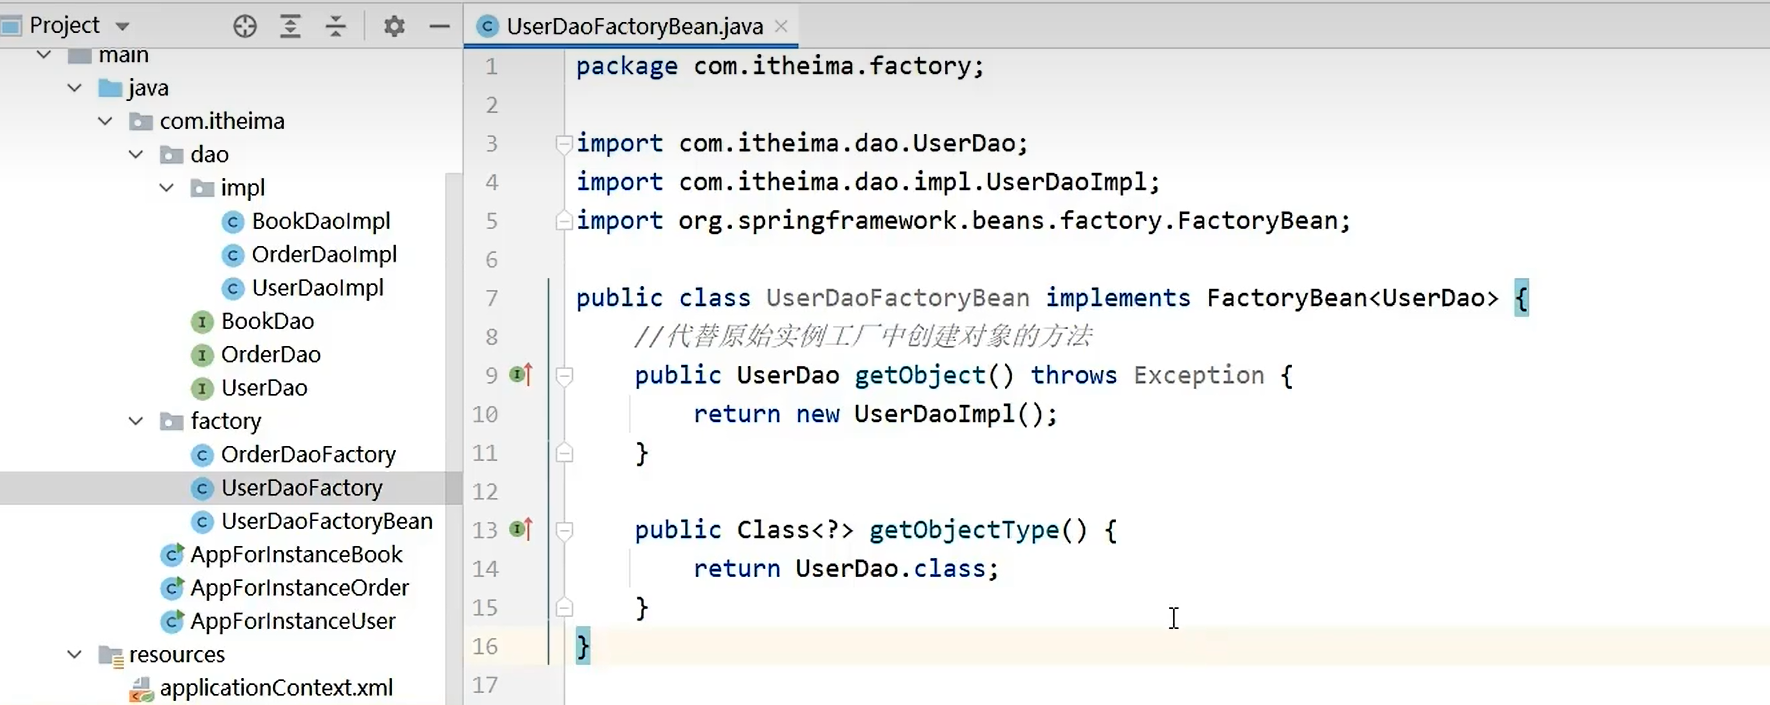 Project
main
java
com.itheima
dao
impl
BookDaoImpl
OrderDaoImpl
UserDaoImpl
BookDao
OrderDao
UserDao
factory
OrderDaoFactory
UserDaoFactory
UserDaoFactoryBean
AppForInstanceBook
AppForInstanceOrder
AppForInstanceUser
resources
applicationContext.xml
UserDaoFactoryBean.java
1 package com.itheima.factory;
2
3 import com.itheima.dao.UserDao;
4 import com.itheima.dao.impl.UserDaoImpl;
5 import org.springframework.beans.factory.FactoryBean;
6
7 public class UserDaoFactoryBean implements FactoryBean<UserDao> {
8 //代替原始实例工厂中创建对象的方法
9 public UserDao getObject() throws Exception {
10 return new UserDaoImpl();
11 }
12
13 public Class<?> getObjectType() {
14 return UserDao.class;
15 }
16 }
17